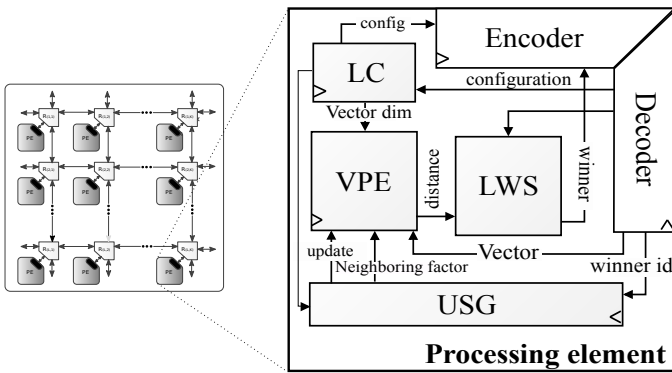 config
Encoder
LC
configuration
Decoder
Vector dim
VPE
distance
LWS
winner
update
Vector
Neighboring factor
winner id
USG
Processing element
PE
PE
PE
PE
PE
PE
PE
PE
PE